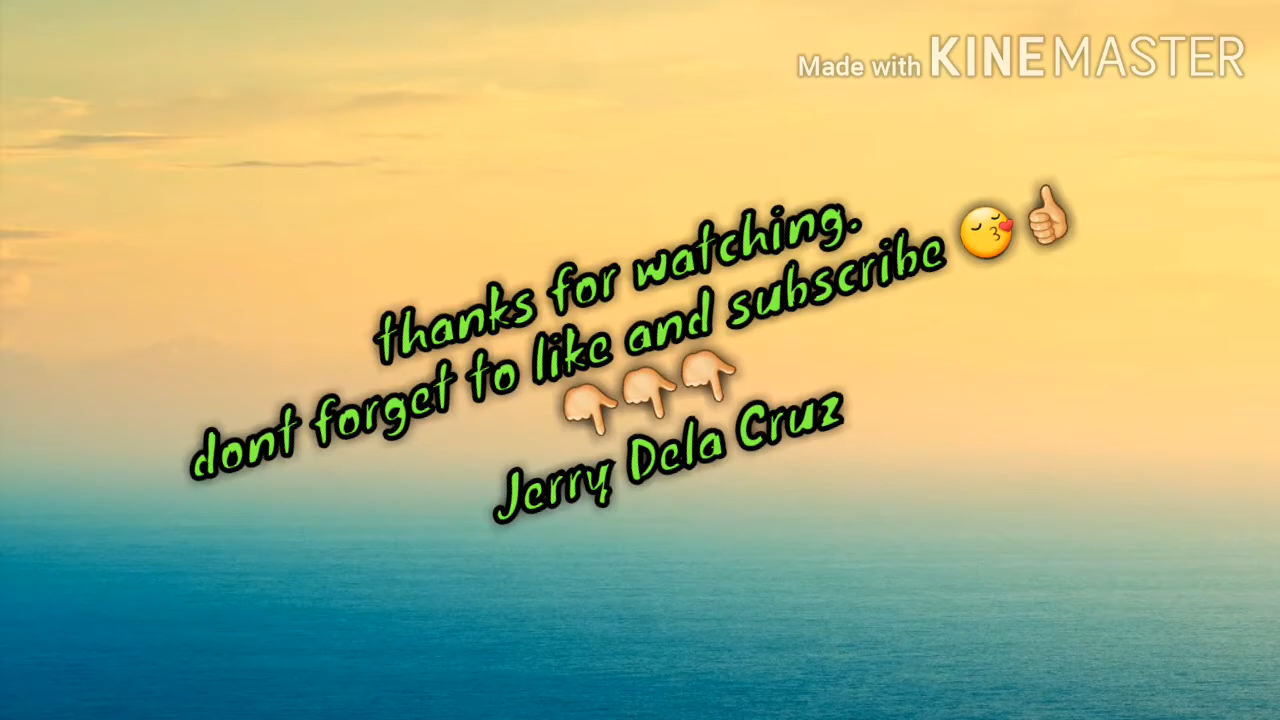 Made with KINEMASTER
thanks for watching.
dont forget to like and subscribe 😚👍🏼
👇🏼👇🏼👇🏼
Jerry Dela Cruz